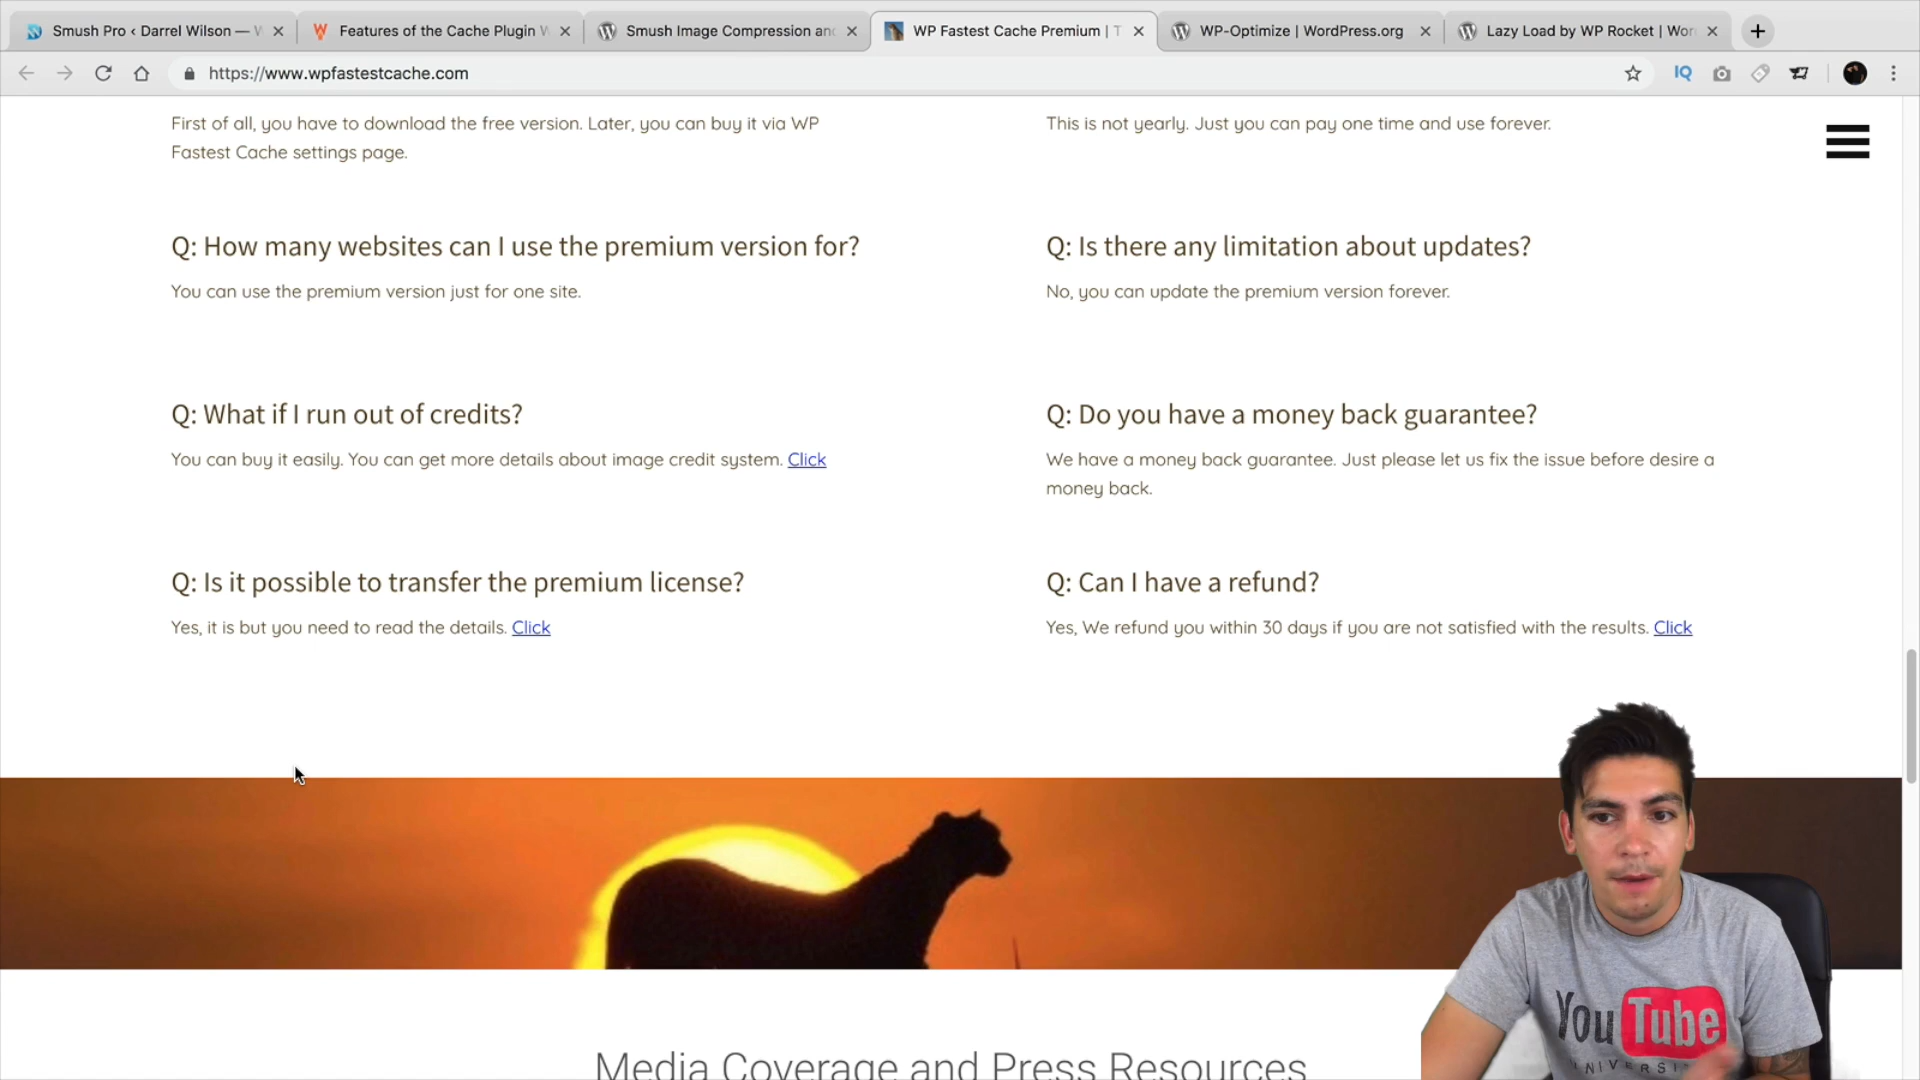 Smush Pro ‹ Darrel Wilson —
Features of the Cache Plugin
Smush Image Compression and
WP Fastest Cache Premium |
WP-Optimize | WordPress.org
Lazy Load by WP Rocket |
https://www.wpfastestcache.com
IQ
First of all, you have to download the free version. Later, you can buy it via WP
Fastest Cache settings page.
This is not yearly. Just you can pay one time and use forever.
Q: How many websites can I use the premium version for?
You can use the premium version just for one site.
Q: Is there any limitation about updates?
No, you can update the premium version forever.
Q: What if I run out of credits?
You can buy it easily. You can get more details about image credit system. Click
Q: Do you have a money back guarantee?
We have a money back guarantee. Just please let us fix the issue before desire a
money back.
Q: Is it possible to transfer the premium license?
Yes, it is but you need to read the details. Click
Q: Can I have a refund?
Yes, We refund you within 30 days if you are not satisfied with the results. Click
Media Coverage and Press Resources
YouTube